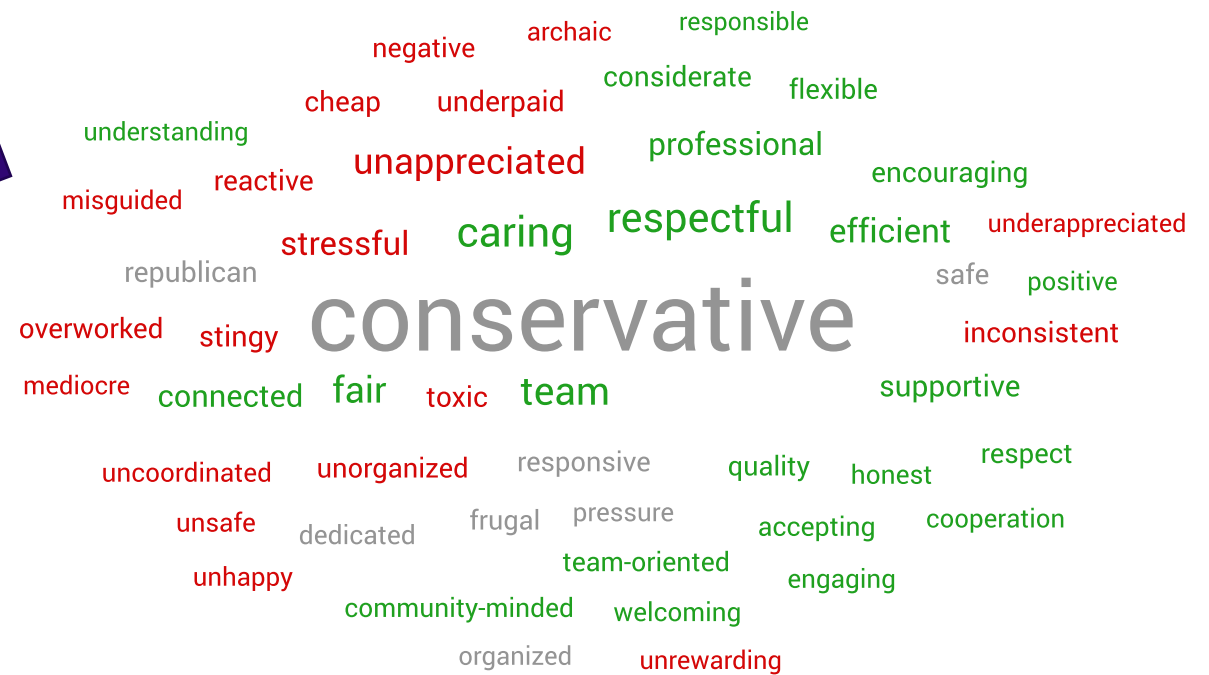 responsible
archaic
negative
considerate
flexible
cheap
underpaid
understanding
professional
unappreciated
encouraging
reactive
misguided
respectful
caring
efficient
underappreciated
stressful
republican
safe
positive
conservative
overworked
stingy
inconsistent
mediocre
connected
fair
toxic
team
supportive
respect
uncoordinated
unorganized
responsive
quality
honest
unsafe
dedicated
frugal
pressure
accepting
cooperation
team-oriented
unhappy
engaging
community-minded
welcoming
organized
unrewarding